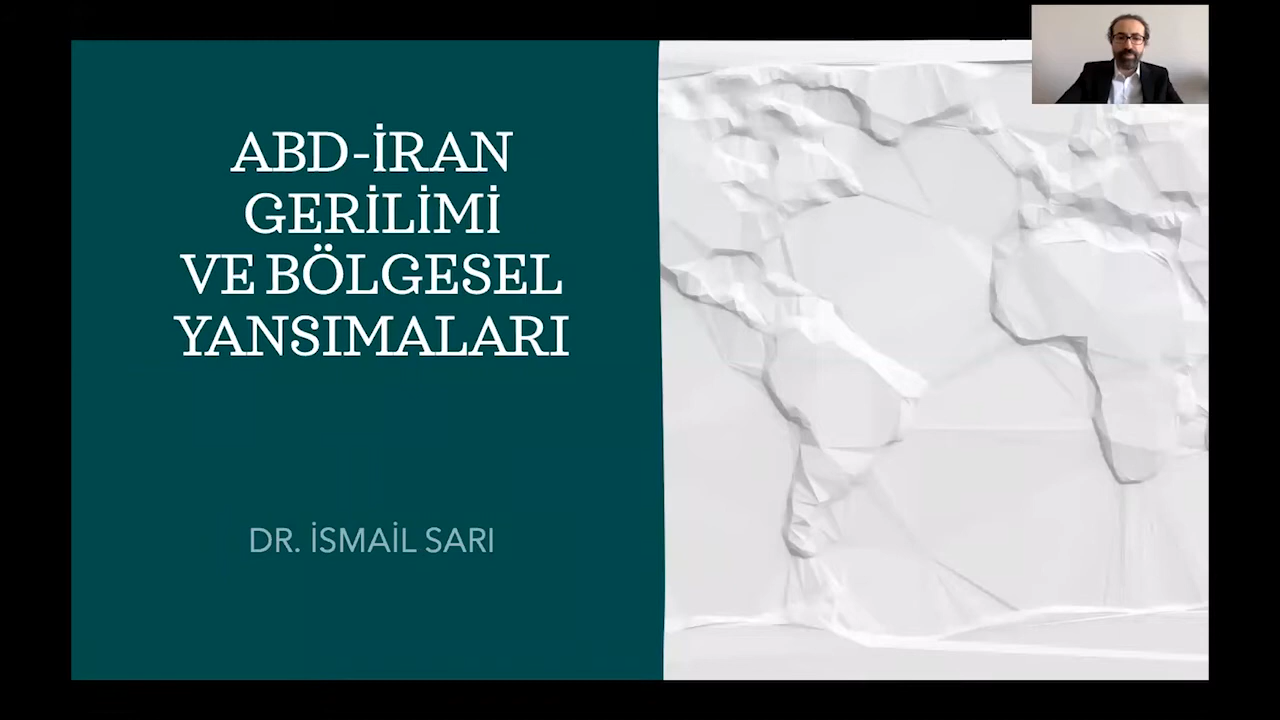 ABD-İRAN
GERİLİMİ
VE BÖLGESEL
YANSIMALARI
DR. İSMAİL SARI